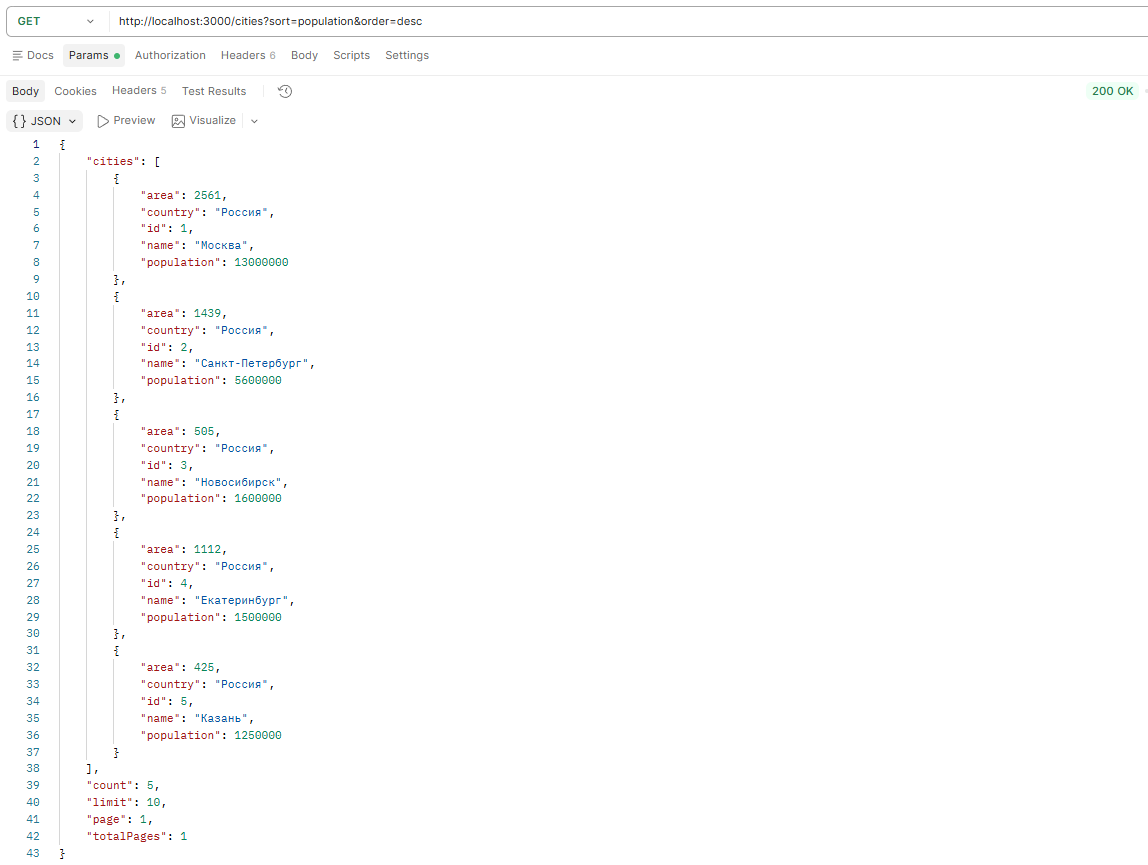 GET http://localhost:3000/cities?sort=population&order=desc
Docs Params Authorization Headers 6 Body Scripts Settings
Body Cookies Headers 5 Test Results 200 OK
{} JSON Preview Visualize
1 {
2 "cities": [
3 {
4 "area": 2561,
5 "country": "Россия",
6 "id": 1,
7 "name": "Москва",
8 "population": 13000000
9 },
10 {
11 "area": 1439,
12 "country": "Россия",
13 "id": 2,
14 "name": "Санкт-Петербург",
15 "population": 5600000
16 },
17 {
18 "area": 505,
19 "country": "Россия",
20 "id": 3,
21 "name": "Новосибирск",
22 "population": 1600000
23 },
24 {
25 "area": 1112,
26 "country": "Россия",
27 "id": 4,
28 "name": "Екатеринбург",
29 "population": 1500000
30 },
31 {
32 "area": 425,
33 "country": "Россия",
34 "id": 5,
35 "name": "Казань",
36 "population": 1250000
37 }
38 ],
39 "count": 5,
40 "limit": 10,
41 "page": 1,
42 "totalPages": 1
43 }